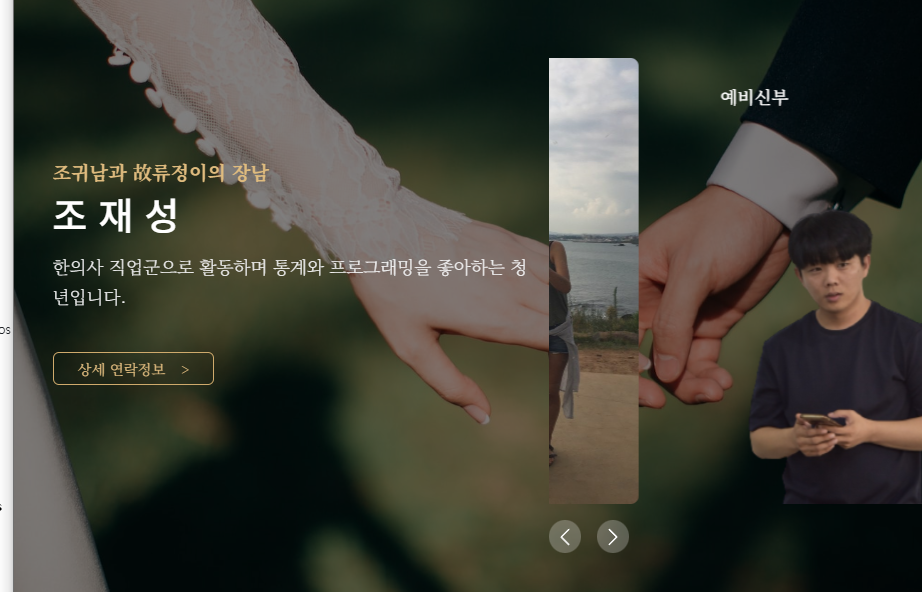 조귀남과 故류정이의 장남
조 재 성
한의사 직업군으로 활동하며 통계와 프로그래밍을 좋아하는 청
년입니다.
상세 연락정보 >
예비신부
os